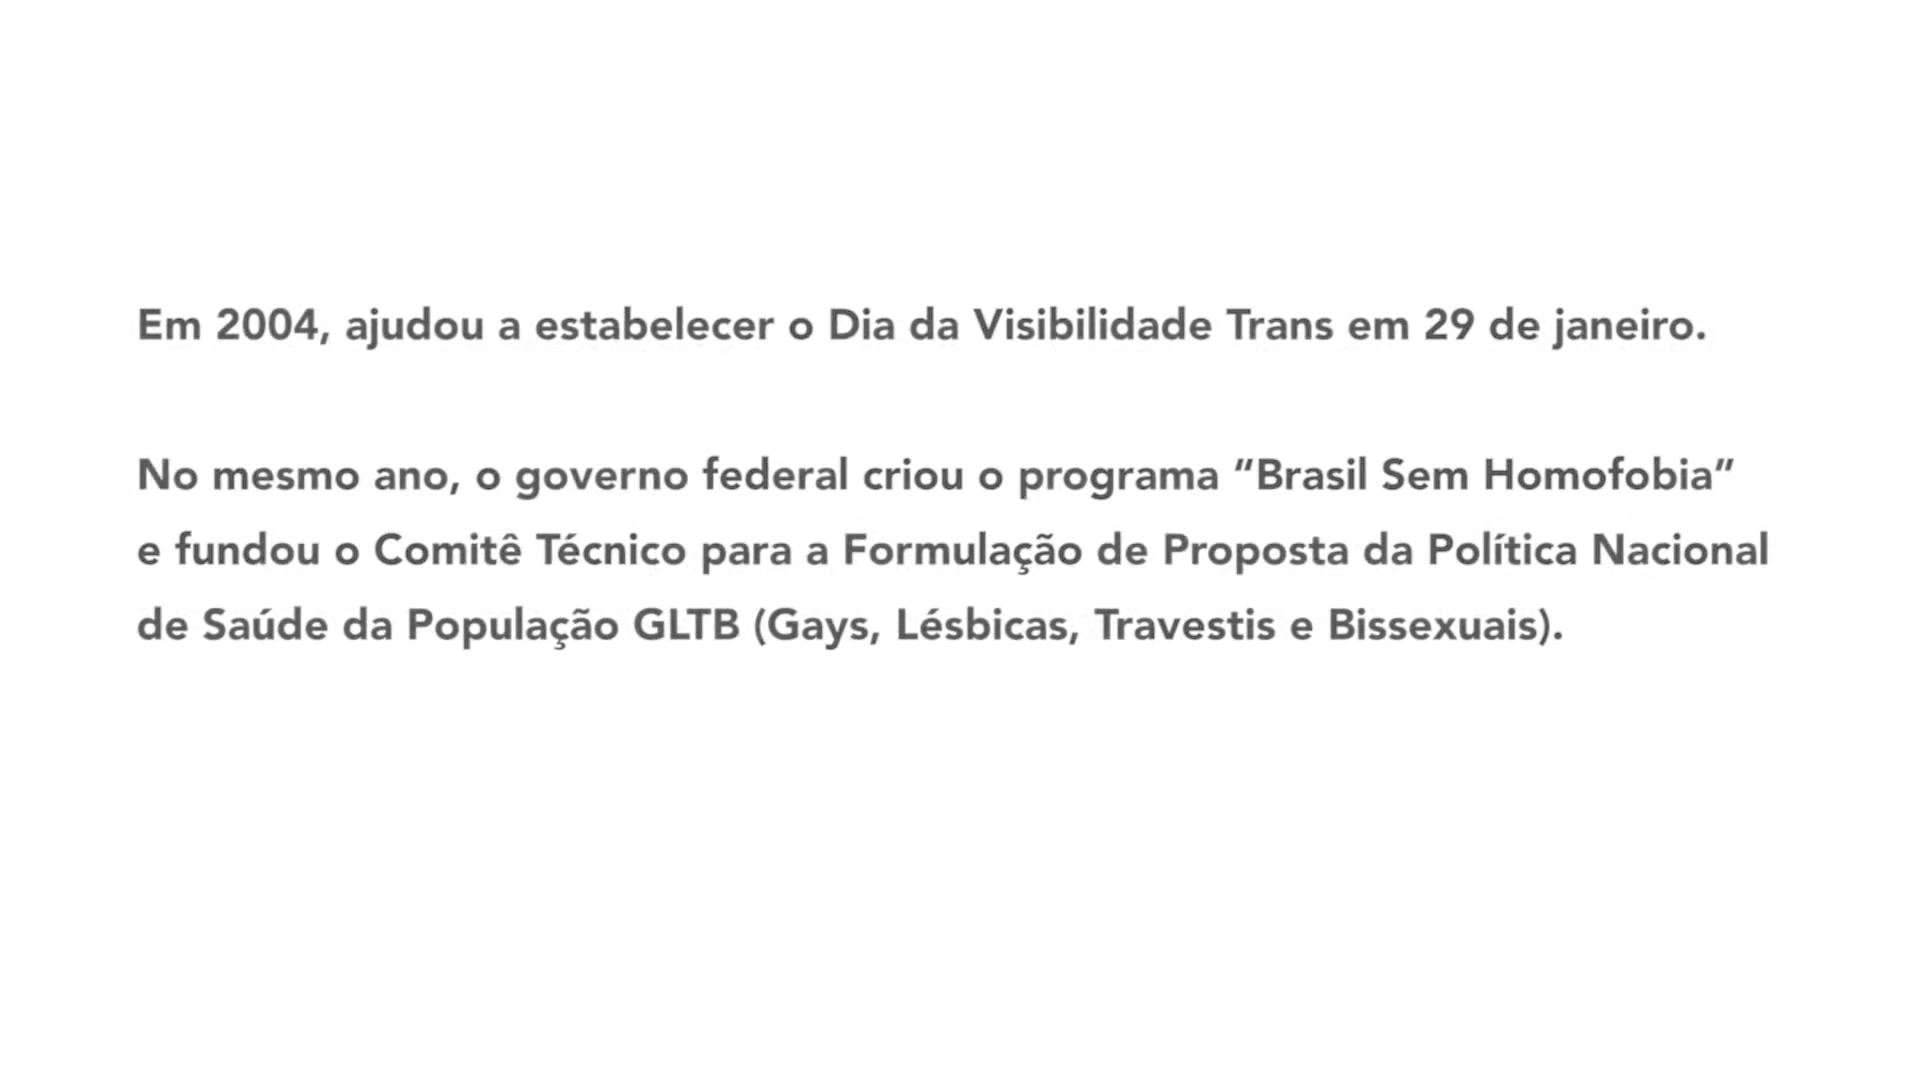 Em 2004, ajudou a estabelecer o Dia da Visibilidade Trans em 29 de janeiro.
No mesmo ano, o governo federal criou o programa “Brasil Sem Homofobia”
e fundou o Comitê Técnico para a Formulação de Proposta da Política Nacional
de Saúde da População GLTB (Gays, Lésbicas, Travestis e Bissexuais).